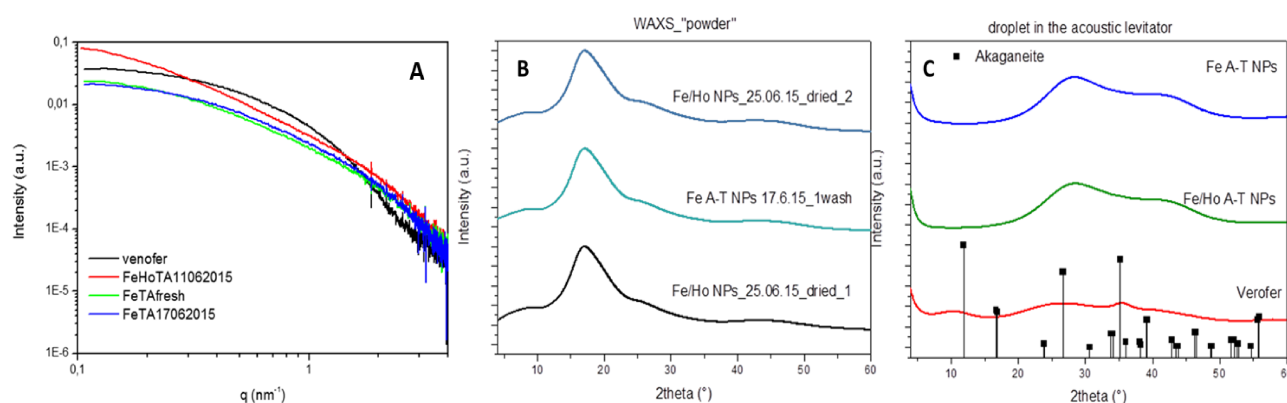 A
0,1
0,01
1E-3
1E-4
1E-5
1E-6
Intensity (a.u.)
venofer
FeHoTA11062015
FeTAfresh
FeTA17062015
0,1
1
q (nm-1)
WAXS_"powder"
B
Fe/Ho NPs_25.06.15_dried_2
Fe A-T NPs 17.6.15_1wash
Fe/Ho NPs_25.06.15_dried_1
Intensity (a.u.)
10
20
30
40
50
60
2theta (°)
droplet in the acoustic levitator
C
Akaganeite
Fe A-T NPs
Fe/Ho A-T NPs
Verofer
Intensity (a.u.)
10
20
30
40
50
60
2theta (°)